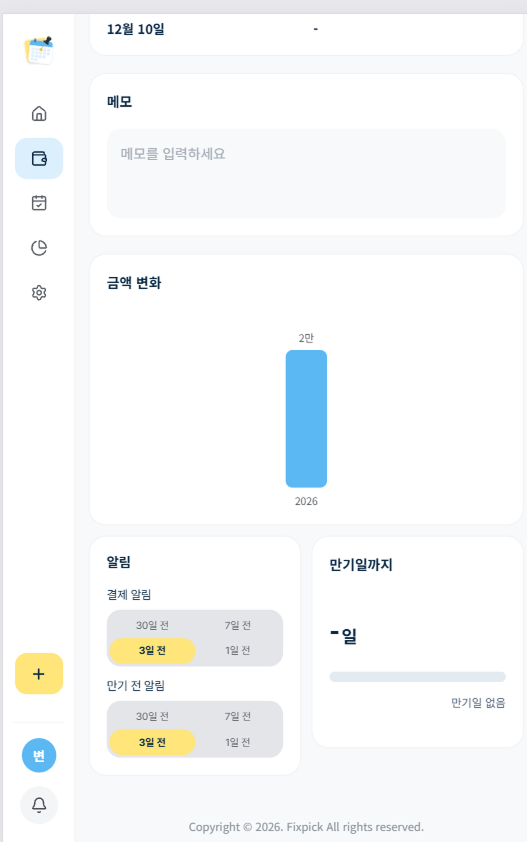 12월 10일 -
메모
메모를 입력하세요
금액 변화
2만
2026
알림
결제 알림
30일 전 7일 전
3일 전 1일 전
만기 전 알림
30일 전 7일 전
3일 전 1일 전
만기일까지
-일
만기일 없음
+
변
Copyright © 2026. Fixpick All rights reserved.